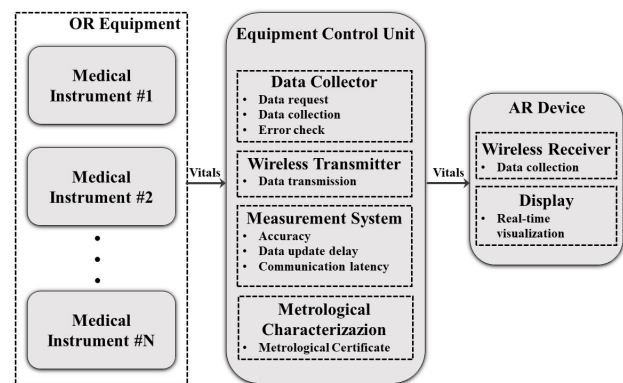 OR Equipment
Medical
Instrument #1
Medical
Instrument #2
Medical
Instrument #N
Vitals
Equipment Control Unit
Data Collector
• Data request
• Data collection
• Error check
Wireless Transmitter
• Data transmission
Measurement System
• Accuracy
• Data update delay
• Communication latency
Metrological
Characterizazion
• Metrological Certificate
Vitals
AR Device
Wireless Receiver
• Data collection
Display
• Real-time
visualization